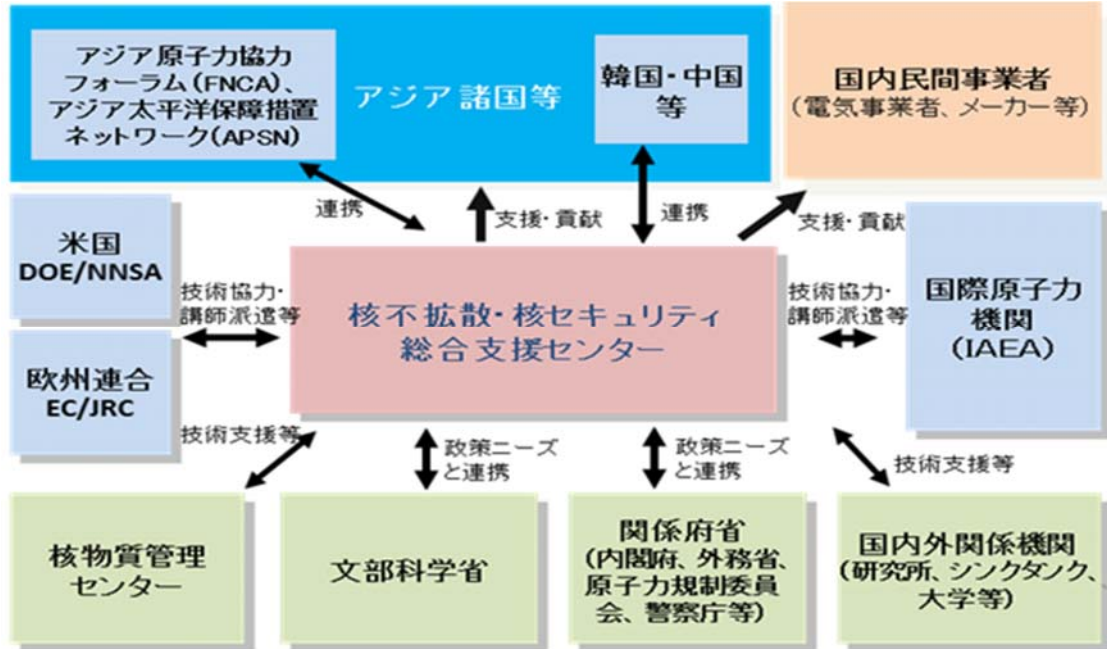 アジア原子力協力
フォーラム(FNCA)、
アジア太平洋保障措置
ネットワーク(APSN)
アジア諸国等
韓国・中国
等
国内民間事業者
(電気事業者、メーカー等)
連携
支援・貢献
連携
支援・貢献
米国
DOE/NNSA
技術協力・
講師派遣等
核不拡散・核セキュリティ
総合支援センター
技術協力・
講師派遣等
国際原子力
機関
(IAEA)
欧州連合
EC/JRC
技術支援等
政策ニーズ
と連携
政策ニーズ
と連携
技術支援等
核物質管理
センター
文部科学省
関係府省
(内閣府、外務省、
原子力規制委員
会、警察庁等)
国内外関係機関
(研究所、シンクタンク、
大学等)